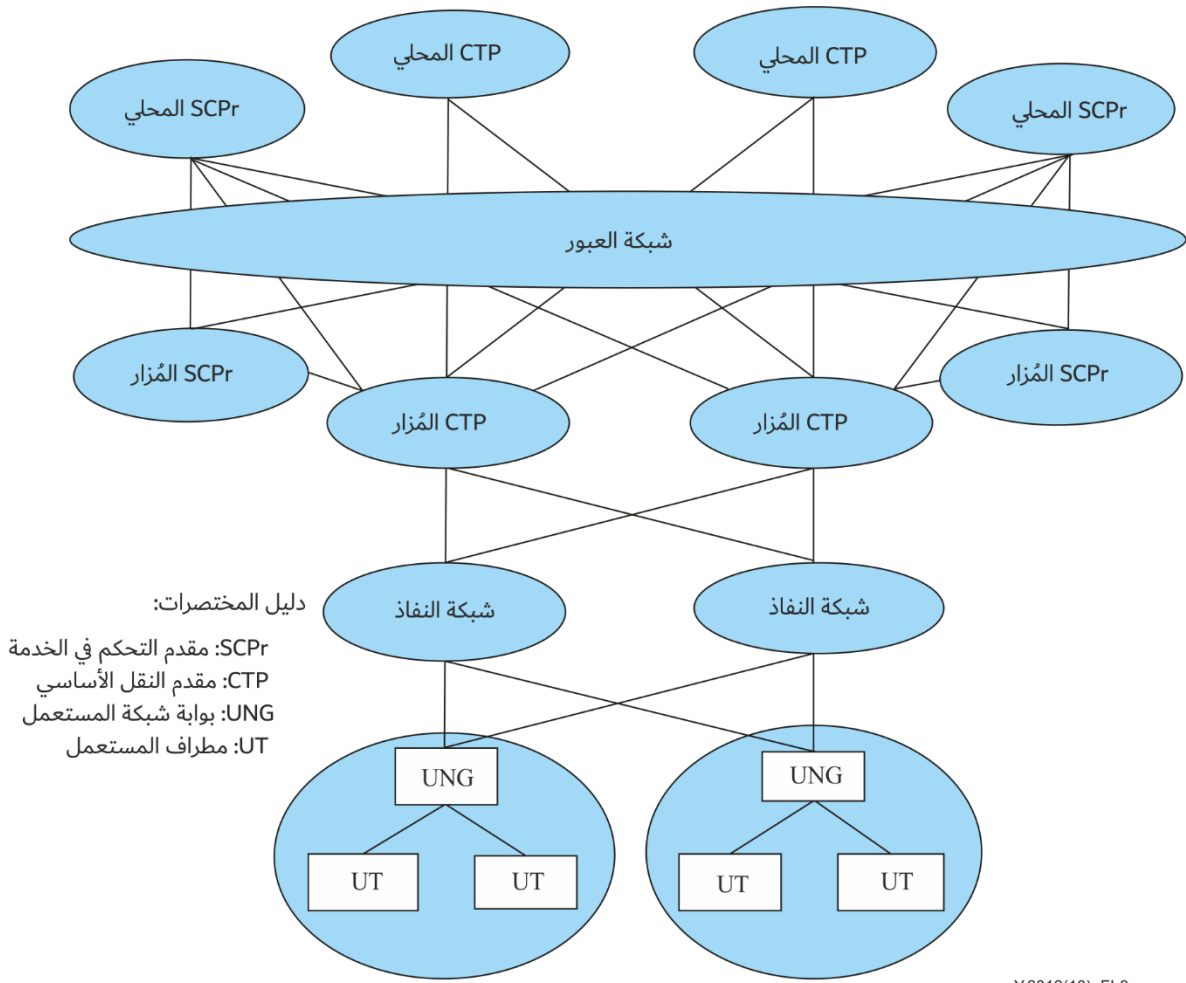 CTP المحلي
CTP المحلي
SCPr المحلي
SCPr المحلي
شبكة العبور
SCPr المُزار
SCPr المُزار
CTP المُزار
CTP المُزار
شبكة النفاذ
شبكة النفاذ
دليل المختصرات:
SCPr: مقدم التحكم في الخدمة
CTP: مقدم النقل الأساسي
UNG: بوابة شبكة المستعمل
UT: مطراف المستعمل
UNG
UNG
UT
UT
UT
UT